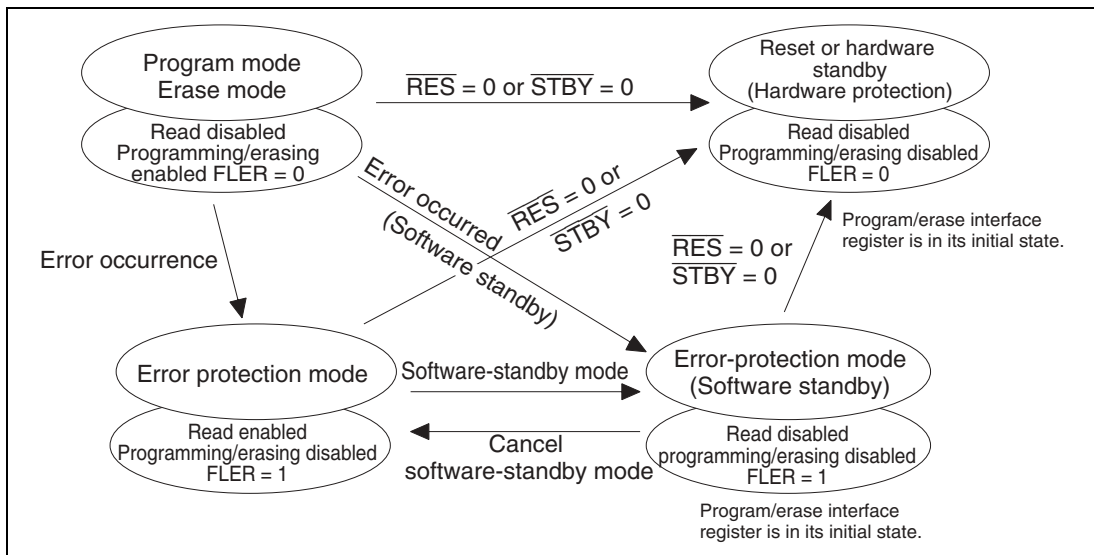 Program mode
Erase mode
Read disabled
Programming/erasing
enabled FLER = 0
RES = 0 or STBY = 0
Reset or hardware
standby
(Hardware protection)
Read disabled
Programming/erasing disabled
FLER = 0
Program/erase interface
register is in its initial state.
Error occurred
(Software standby)
RES = 0 or
STBY = 0
RES = 0 or
STBY = 0
Error occurrence
Error protection mode
Read enabled
Programming/erasing disabled
FLER = 1
Software-standby mode
Cancel
software-standby mode
Error-protection mode
(Software standby)
Read disabled
programming/erasing disabled
FLER = 1
Program/erase interface
register is in its initial state.